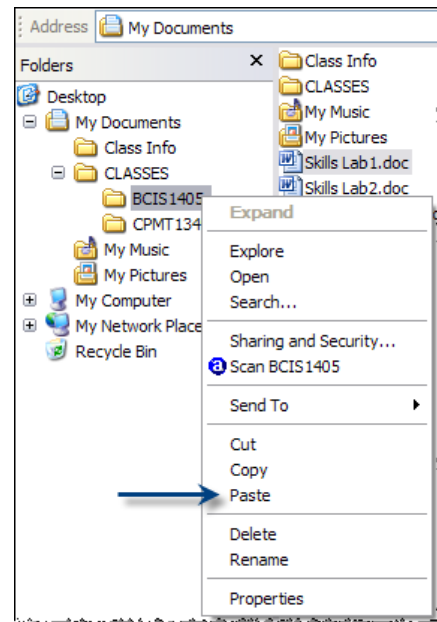 Address My Documents
Folders
Desktop
My Documents
Class Info
CLASSES
BCIS1405
CPMT134
My Music
My Pictures
My Computer
My Network Place
Recycle Bin
Class Info
CLASSES
My Music
My Pictures
Skills Lab1.doc
Skills Lab2.doc
Expand
Explore
Open
Search...
Sharing and Security...
Scan BCIS1405
Send To
Cut
Copy
Paste
Delete
Rename
Properties